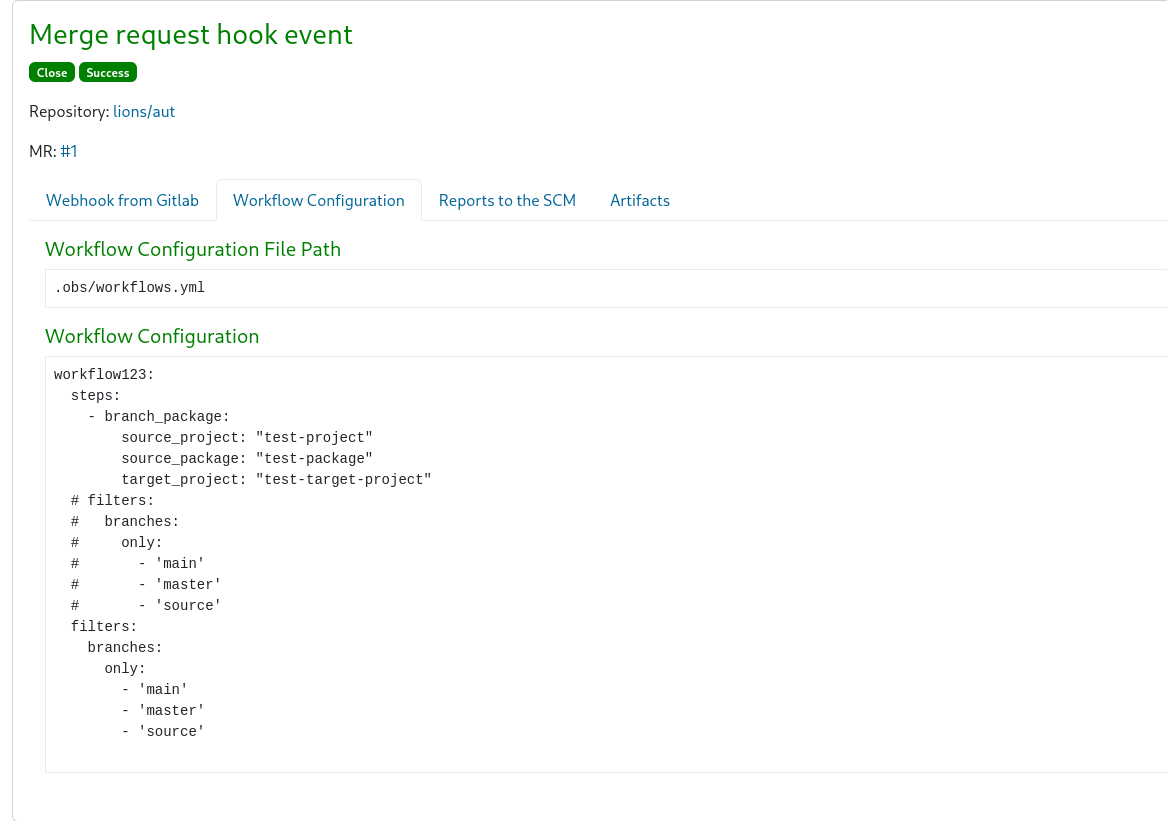 Merge request hook event
Close Success
Repository: lions/aut
MR: #1
Webhook from Gitlab Workflow Configuration Reports to the SCM Artifacts
Workflow Configuration File Path
.obs/workflows.yml
Workflow Configuration
workflow123:
  steps:
    - branch_package:
        source_project: "test-project"
        source_package: "test-package"
        target_project: "test-target-project"
  # filters:
  #   branches:
  #     only:
  #       - 'main'
  #       - 'master'
  #       - 'source'
  filters:
    branches:
      only:
        - 'main'
        - 'master'
        - 'source'